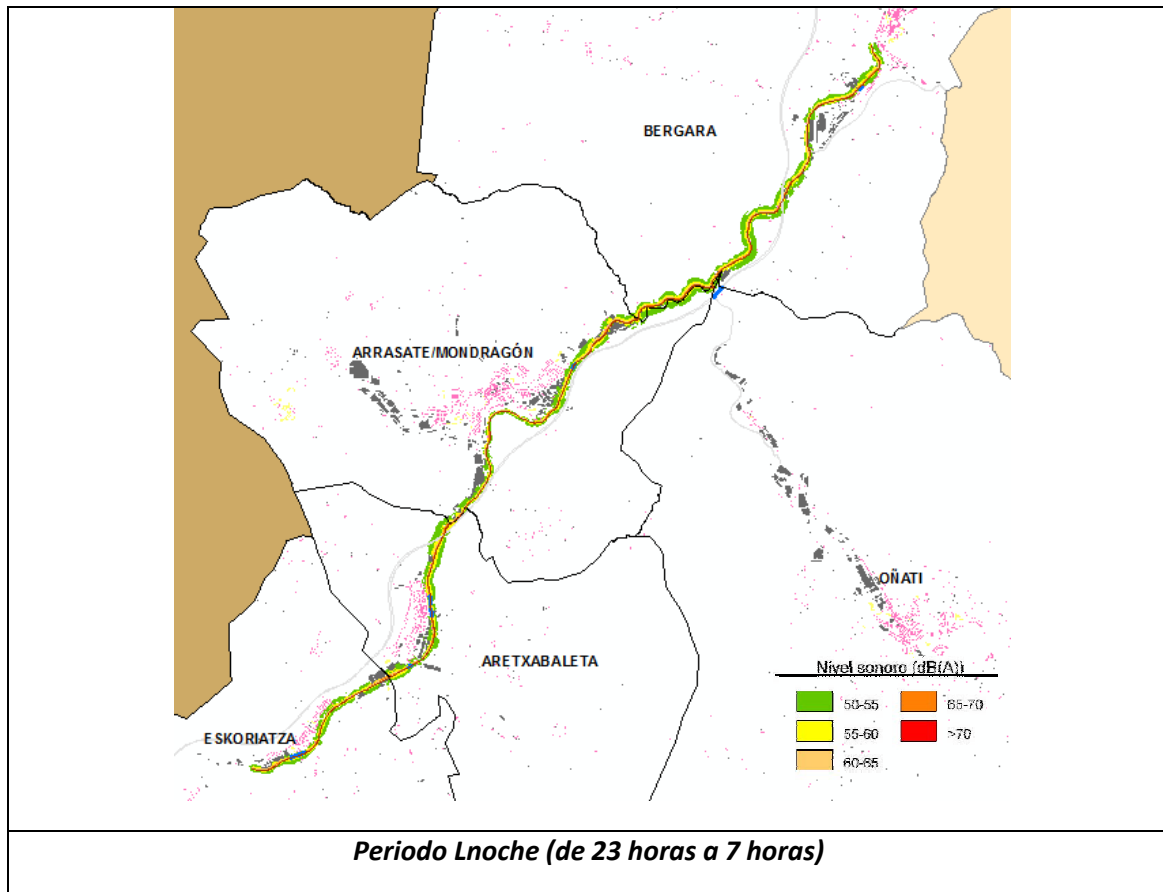 BERGARA
ARRASATE/MONDRAGÓN
OÑATI
ARETXABALETA
ESKORIATZA
Nivel sonoro (dB(A))
50-55
65-70
55-60
>70
60-65
Periodo Lnoche (de 23 horas a 7 horas)